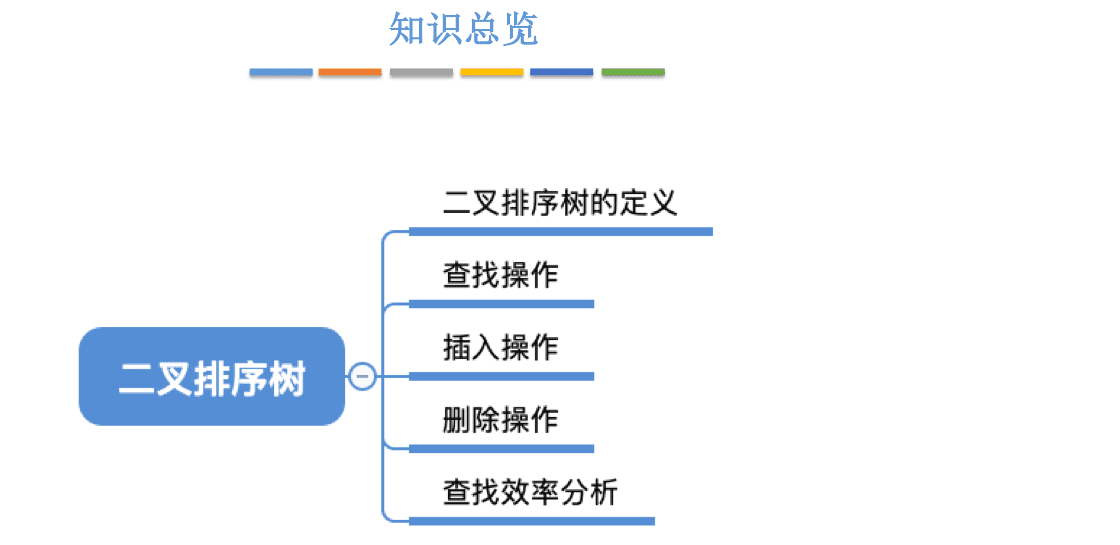 知识总览
二叉排序树的定义
查找操作
插入操作
二叉排序树
删除操作
查找效率分析